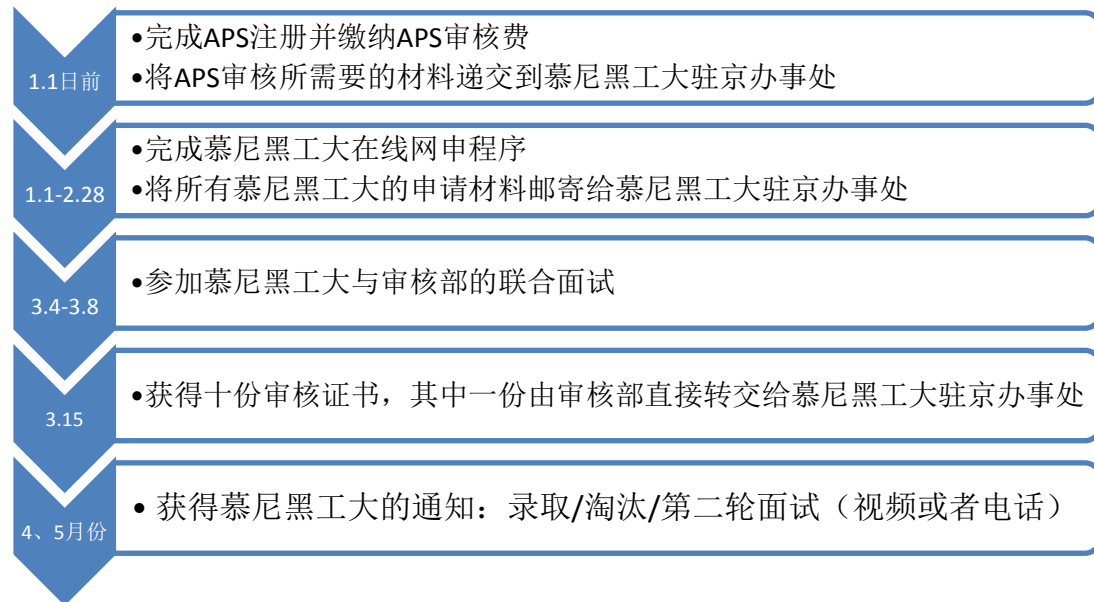 1.1日前
•完成APS注册并缴纳APS审核费
•将APS审核所需要的材料递交到慕尼黑工大驻京办事处
1.1-2.28
•完成慕尼黑工大在线网申程序
•将所有慕尼黑工大的申请材料邮寄给慕尼黑工大驻京办事处
3.4-3.8
•参加慕尼黑工大与审核部的联合面试
3.15
•获得十份审核证书，其中一份由审核部直接转交给慕尼黑工大驻京办事处
4、5月份
• 获得慕尼黑工大的通知：录取/淘汰/第二轮面试（视频或者电话）